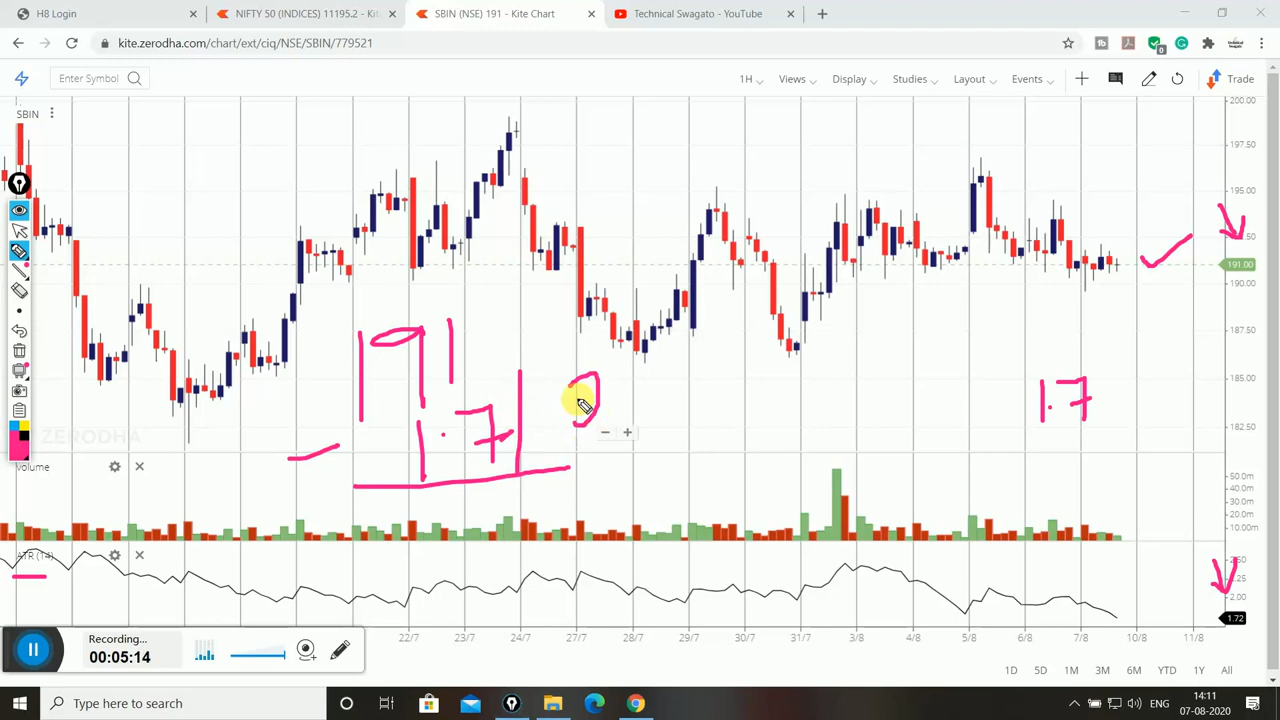 H8 Login
NIFTY 50 (INDICES) 11195.2 - Kit
SBIN (NSE) 191 - Kite Chart
Technical Swagato - YouTube
kite.zerodha.com/chart/ext/ciq/NSE/SBIN/779521
Enter Symbol
1H
Views
Display
Studies
Layout
Events
Trade
SBIN
200.00
197.50
195.00
191.00
190.00
187.50
185.00
182.50
191
1.7
1.7
ZERODHA
Volume
50.0m
40.0m
30.0m
20.0m
10.00m
ATR (14)
2.25
2.00
1.72
22/7
23/7
24/7
27/7
28/7
29/7
30/7
31/7
3/8
4/8
5/8
6/8
7/8
10/8
11/8
Recording...
00:05:14
1D
5D
1M
3M
6M
YTD
1Y
All
Type here to search
ENG
14:11
07-08-2020